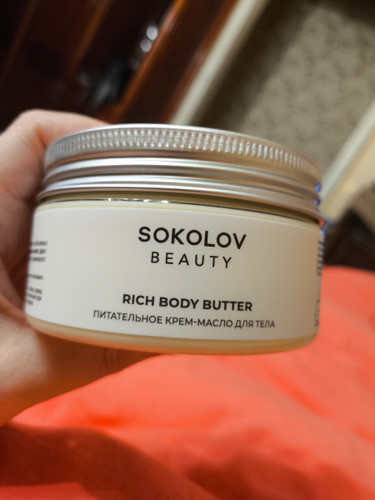 SOKOLOV
BEAUTY
RICH BODY BUTTER
ПИТАТЕЛЬНОЕ КРЕМ-МАСЛО ДЛЯ ТЕЛА